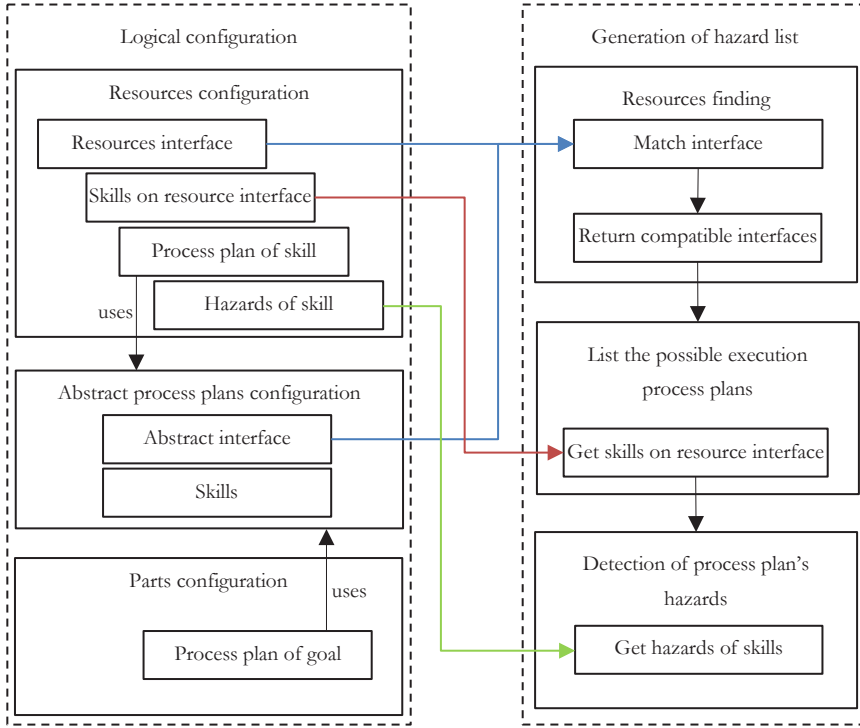 Logical configuration
Resources configuration
Resources interface
Skills on resource interface
Process plan of skill
uses
Hazards of skill
Abstract process plans configuration
Abstract interface
Skills
Parts configuration
uses
Process plan of goal
Generation of hazard list
Resources finding
Match interface
Return compatible interfaces
List the possible execution
process plans
Get skills on resource interface
Detection of process plan's
hazards
Get hazards of skills